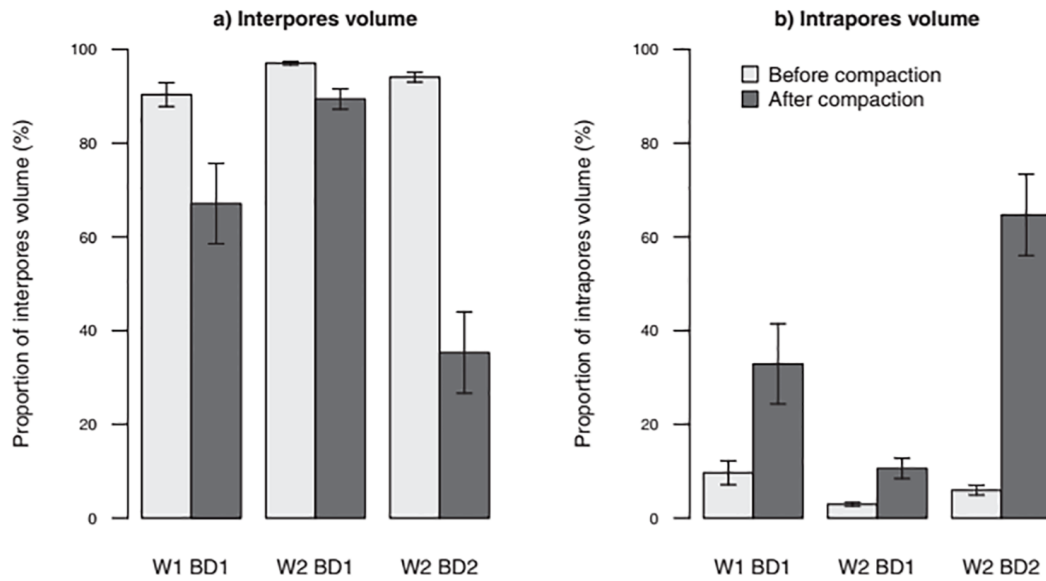 a) Interpores volume
Proportion of interpores volume (%)
100
80
60
40
20
0
W1 BD1 W2 BD1 W2 BD2
b) Intrapores volume
Proportion of intrapores volume (%)
100
80
60
40
20
0
Before compaction
After compaction
W1 BD1 W2 BD1 W2 BD2